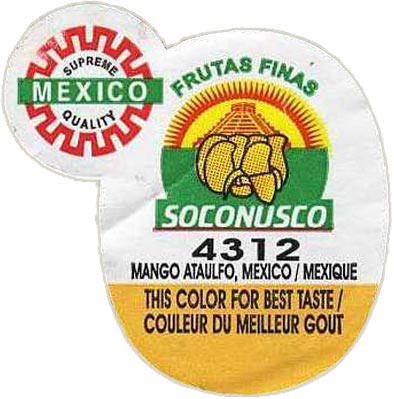 SUPREME
MEXICO
QUALITY
FRUTAS FINAS
SOCONUSCO
4312
MANGO ATAULFO, MEXICO / MEXIQUE
THIS COLOR FOR BEST TASTE /
COULEUR DU MEILLEUR GOUT